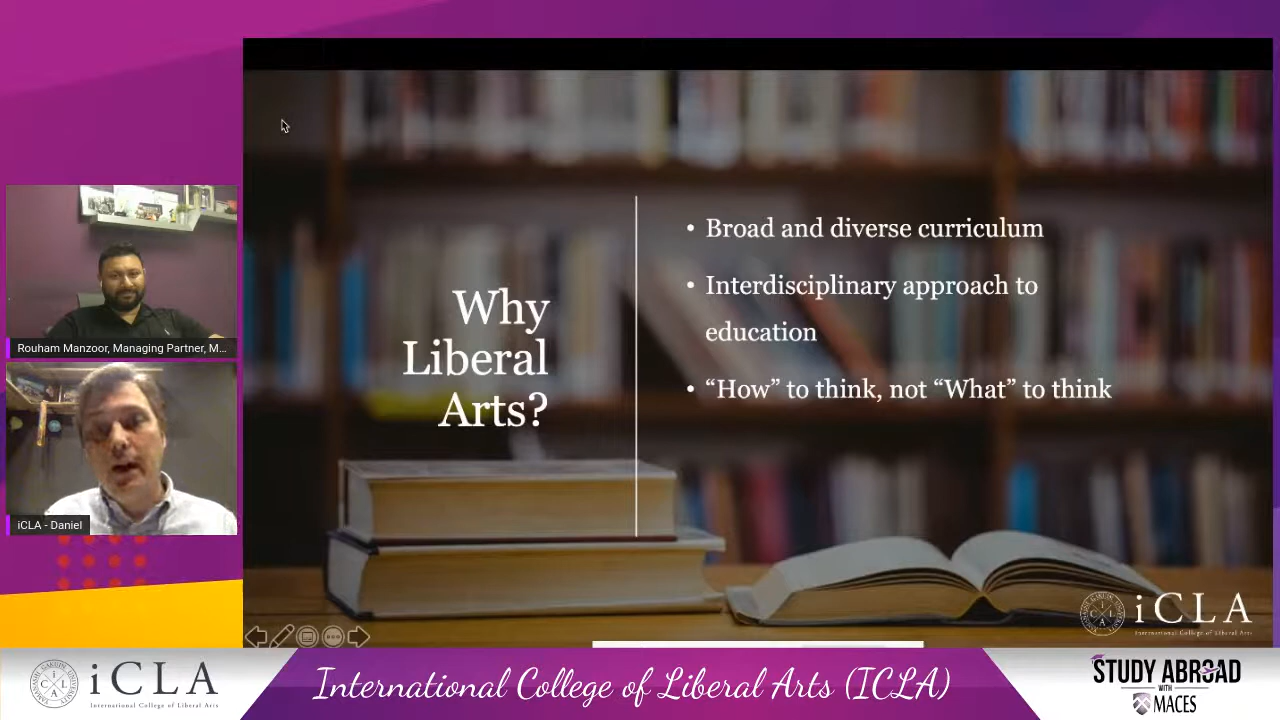 Why
Liberal
Arts?
• Broad and diverse curriculum
• Interdisciplinary approach to
education
• “How” to think, not “What” to think
Rouham Manzoor, Managing Partner, M...
iCLA - Daniel
iCLA
International College of Liberal Arts
iCLA
International College of Liberal Arts
International College of Liberal Arts (ICLA)
STUDY ABROAD
WITH
MACES